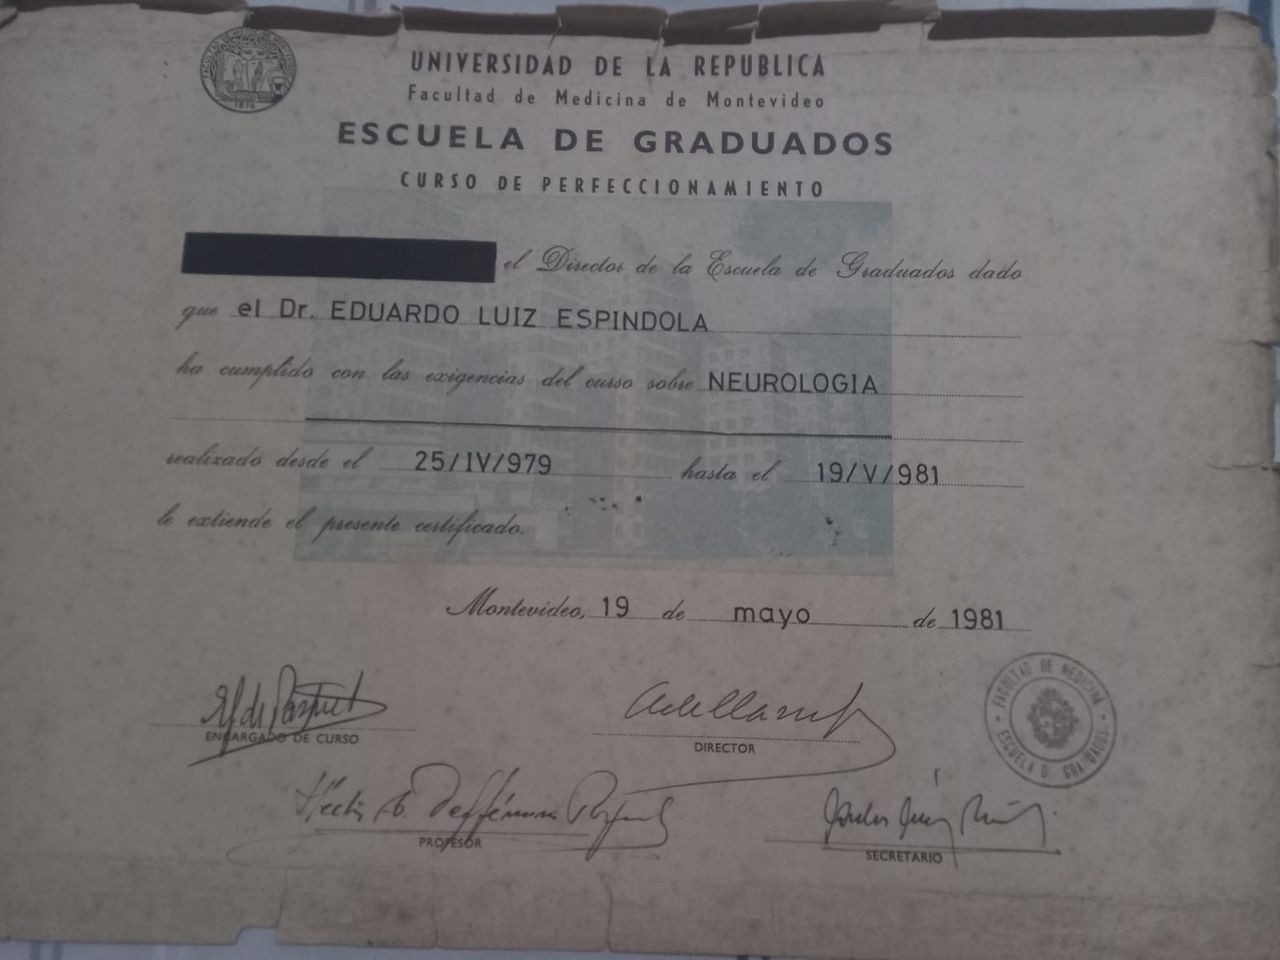 UNIVERSIDAD DE LA REPUBLICA
Facultad de Medicina de Montevideo
ESCUELA DE GRADUADOS
CURSO DE PERFECCIONAMIENTO
el Director de la Escuela de Graduados dado
que el Dr. EDUARDO LUIZ ESPINDOLA
ha cumplido con las exigencias del curso sobre NEUROLOGIA
realizado desde el 25/IV/979 hasta el 19/V/981
le extiende el presente certificado.
Montevideo, 19 de mayo de 1981
FACULTAD DE MEDICINA
ESCUELA D. GRADUADOS
ENCARGADO DE CURSO
DIRECTOR
PROFESOR
SECRETARIO